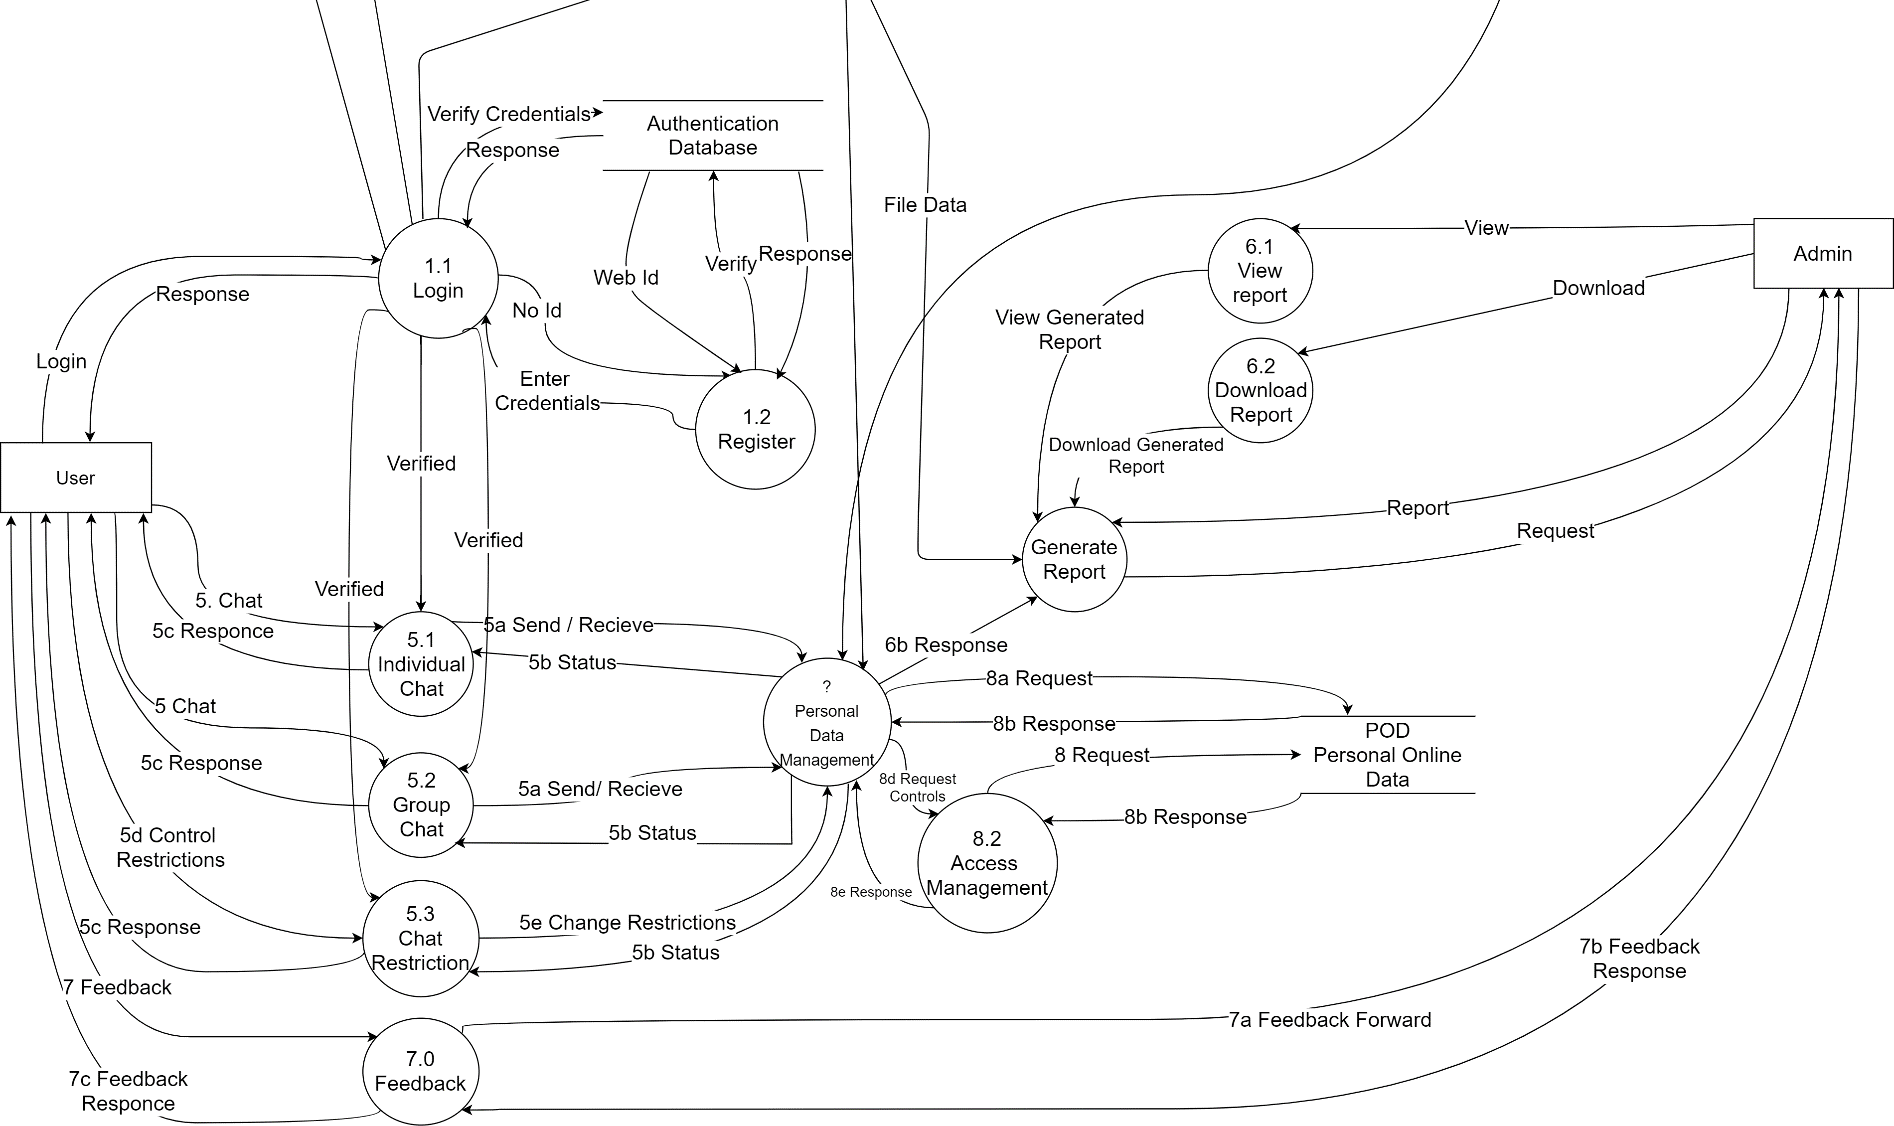 Verify Credentials
Response
Authentication
Database
File Data
1.1
Login
Web Id
Verify
Response
No Id
Response
Login
Enter
Credentials
1.2
Register
View
6.1
View
report
Admin
Download
View Generated
Report
6.2
Download
Report
Download Generated
Report
User
Verified
Verified
Verified
Report
Request
Generate
Report
5. Chat
5c Responce
5.1
Individual
Chat
5a Send / Recieve
5b Status
6b Response
?
Personal
Data
Management
8a Request
8b Response
POD
Personal Online
Data
8 Request
8b Response
8d Request
Controls
8.2
Access
Management
8e Response
5 Chat
5c Response
5.2
Group
Chat
5a Send/ Recieve
5b Status
5d Control
Restrictions
5c Response
5.3
Chat
Restriction
5e Change Restrictions
5b Status
7 Feedback
7b Feedback
Response
7a Feedback Forward
7.0
Feedback
7c Feedback
Responce